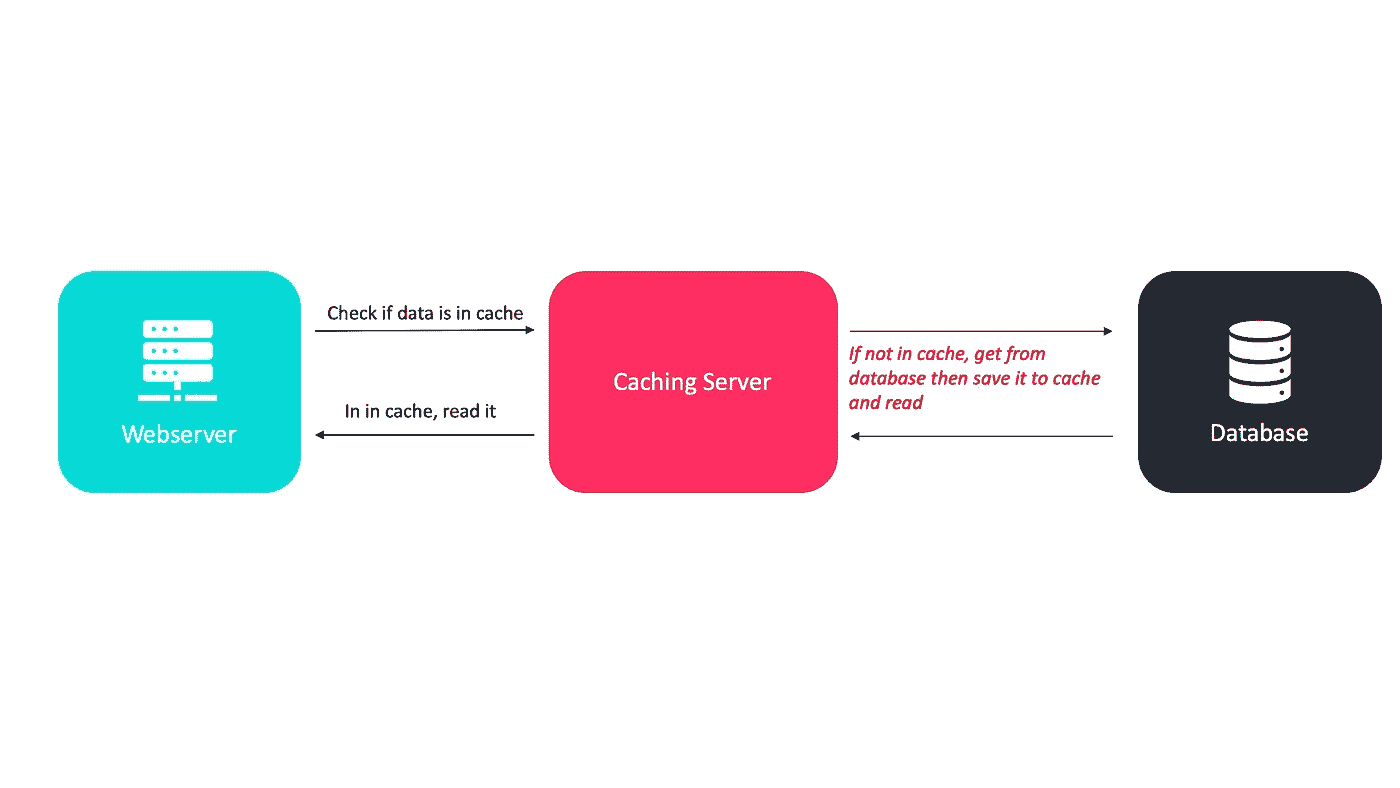 Check if data is in cache
If not in cache, get from
database then save it to cache
and read
Caching Server
In in cache, read it
Webserver
Database